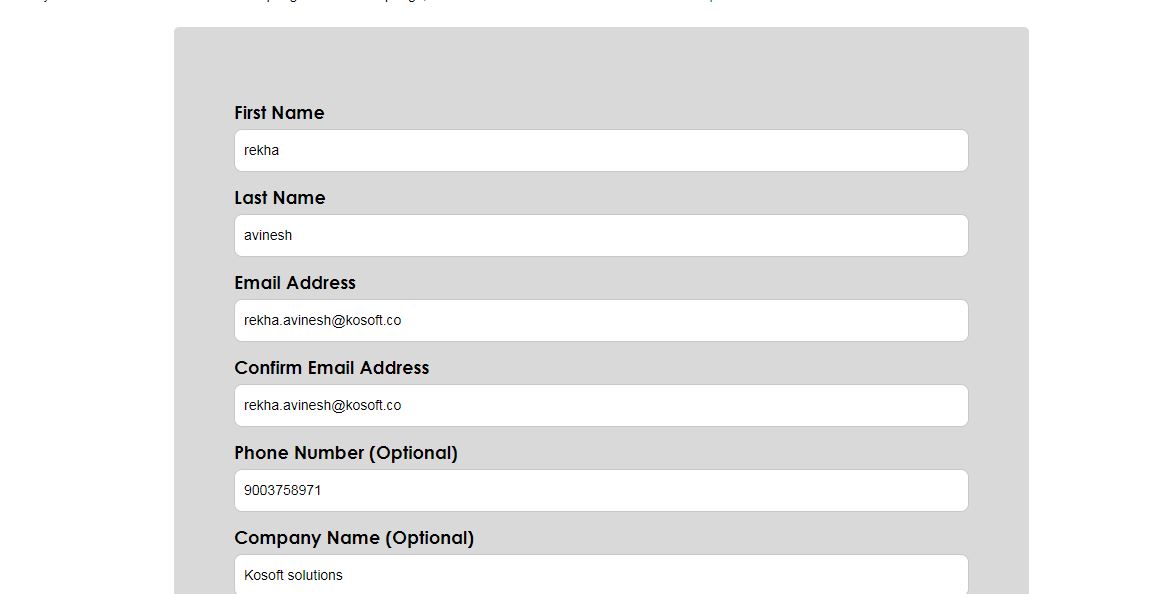 First Name
rekha
Last Name
avinesh
Email Address
rekha.avinesh@kosoft.co
Confirm Email Address
rekha.avinesh@kosoft.co
Phone Number (Optional)
9003758971
Company Name (Optional)
Kosoft solutions